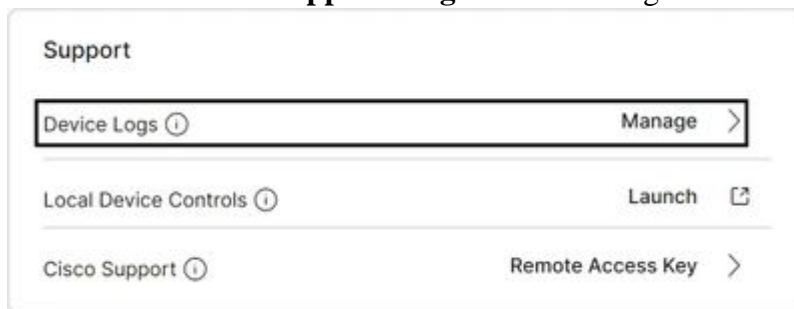 Support
Device Logs Manage
Local Device Controls Launch
Cisco Support Remote Access Key